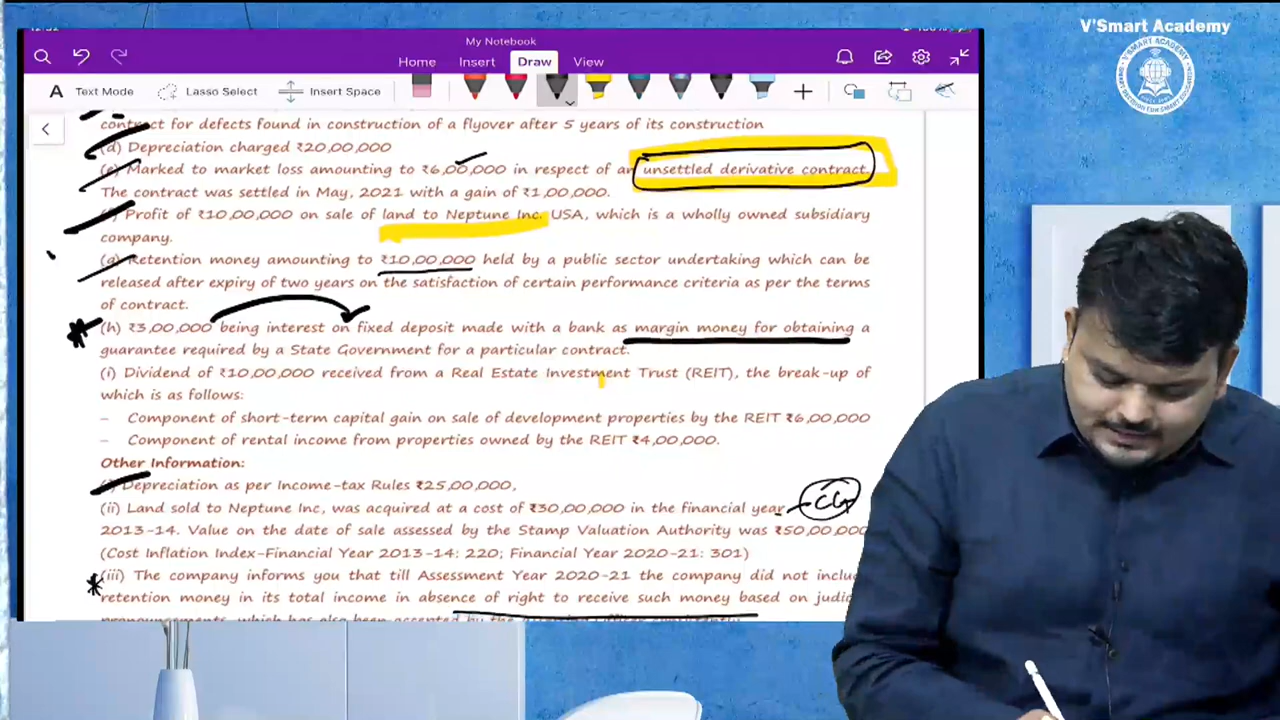 V'Smart Academy
My Notebook
Home Insert Draw View
A Text Mode Lasso Select Insert Space
contract for defects found in construction of a flyover after 5 years of its construction
(d) Depreciation charged ₹20,00,000
(e) Marked to market loss amounting to ₹6,00,000 in respect of an unsettled derivative contract.
The contract was settled in May, 2021 with a gain of ₹1,00,000.
(f) Profit of ₹10,00,000 on sale of land to Neptune Inc. USA, which is a wholly owned subsidiary
company.
(g) Retention money amounting to ₹10,00,000 held by a public sector undertaking which can be
released after expiry of two years on the satisfaction of certain performance criteria as per the terms
of contract.
(h) ₹3,00,000 being interest on fixed deposit made with a bank as margin money for obtaining a
guarantee required by a State Government for a particular contract.
(i) Dividend of ₹10,00,000 received from a Real Estate Investment Trust (REIT), the break-up of
which is as follows:
– Component of short-term capital gain on sale of development properties by the REIT ₹6,00,000
– Component of rental income from properties owned by the REIT ₹4,00,000.
Other Information:
(i) Depreciation as per Income-tax Rules ₹25,00,000,
(ii) Land sold to Neptune Inc, was acquired at a cost of ₹30,00,000 in the financial year
2013-14. Value on the date of sale assessed by the Stamp Valuation Authority was ₹50,00,000
(Cost Inflation Index-Financial Year 2013-14: 220; Financial Year 2020-21: 301)
(iii) The company informs you that till Assessment Year 2020-21 the company did not inclu
retention money in its total income in absence of right to receive such money based on judic